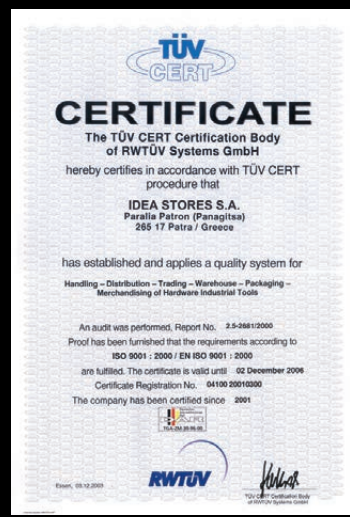 TÜV
CERT
CERTIFICATE
The TÜV CERT Certification Body
of RWTÜV Systems GmbH
hereby certifies in accordance with TÜV CERT
procedure that
IDEA STORES S.A.
Paralia Patron (Panagitsa)
265 17 Patra / Greece
has established and applies a quality system for
Handling – Distribution – Trading – Warehouse – Packaging –
Merchandising of Hardware Industrial Tools
An audit was performed, Report No. 2.5-2681/2000
Proof has been furnished that the requirements according to
ISO 9001 : 2000 / EN ISO 9001 : 2000
are fulfilled. The certificate is valid until 02 December 2006
Certificate Registration No. 04100 20010300
The company has been certified since 2001
Essen, 03.12.2003
RWTÜV
TÜV CERT Certification Body
of RWTÜV Systems GmbH